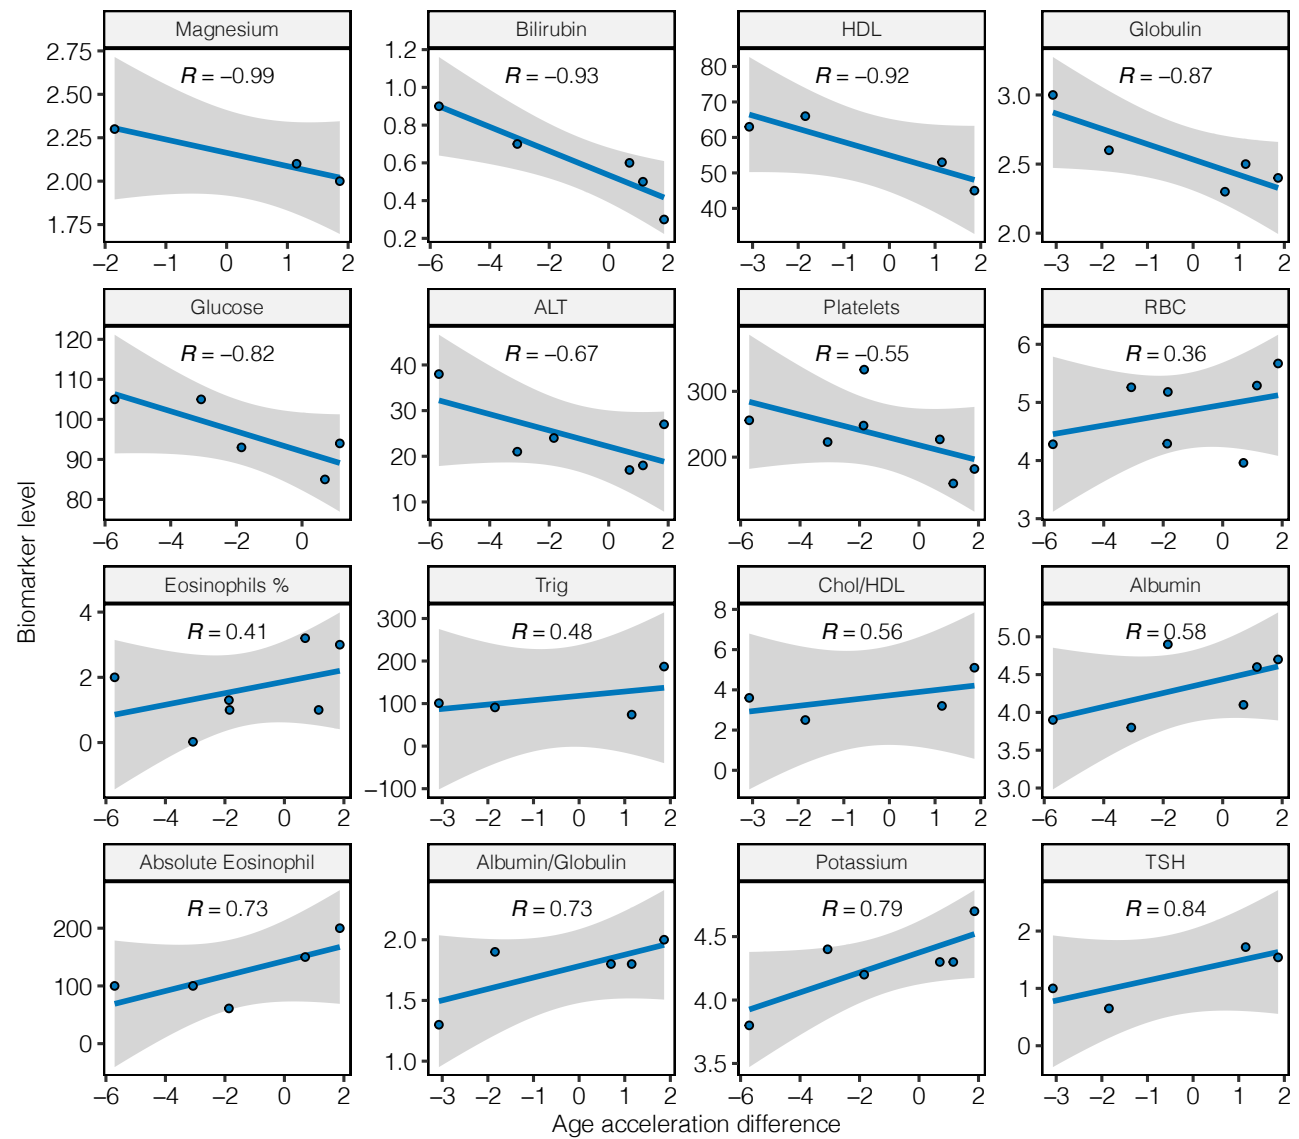 Magnesium Bilirubin HDL Globulin
R = −0.99 R = −0.93 R = −0.92 R = −0.87
2.75 2.50 2.25 2.00 1.75
1.2 1.0 0.8 0.6 0.4 0.2
80 70 60 50 40
3.0 2.5 2.0
−2 −1 0 1 2
−6 −4 −2 0 2
−3 −2 −1 0 1 2
−3 −2 −1 0 1 2
Glucose ALT Platelets RBC
R = −0.82 R = −0.67 R = −0.55 R = 0.36
120 110 100 90 80
40 30 20 10
300 200
6 5 4 3
−6 −4 −2 0
−6 −4 −2 0 2
−6 −4 −2 0 2
−6 −4 −2 0 2
Biomarker level
Eosinophils % Trig Chol/HDL Albumin
R = 0.41 R = 0.48 R = 0.56 R = 0.58
4 2 0
300 200 100 0 −100
8 6 4 2 0
5.0 4.5 4.0 3.5 3.0
−6 −4 −2 0 2
−3 −2 −1 0 1 2
−3 −2 −1 0 1 2
−6 −4 −2 0 2
Absolute Eosinophil Albumin/Globulin Potassium TSH
R = 0.73 R = 0.73 R = 0.79 R = 0.84
200 100 0
2.0 1.5 1.0
4.5 4.0 3.5
2 1 0
−6 −4 −2 0 2
−3 −2 −1 0 1 2
−6 −4 −2 0 2
−3 −2 −1 0 1 2
Age acceleration difference